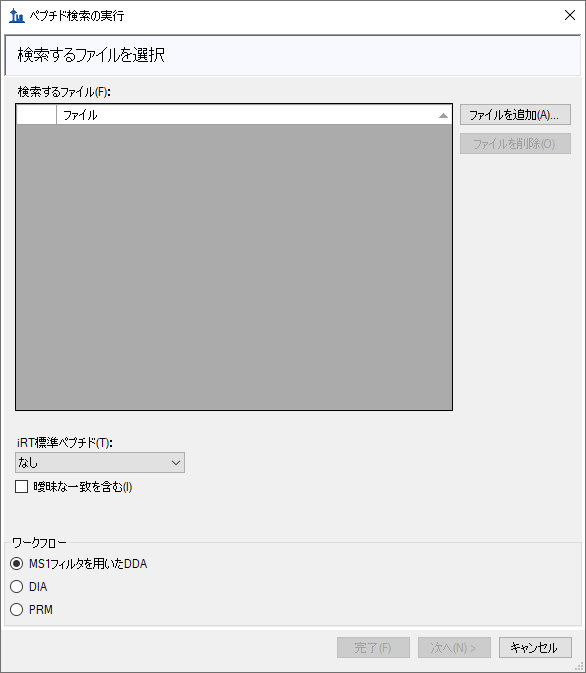 ペプチド検索の実行
検索するファイルを選択
検索するファイル(F):
ファイル
ファイルを追加(A)...
ファイルを削除(O)
iRT標準ペプチド(T):
なし
曖昧な一致を含む(I)
ワークフロー
MS1フィルタを用いたDDA
DIA
PRM
完了(F)
次へ(N) >
キャンセル